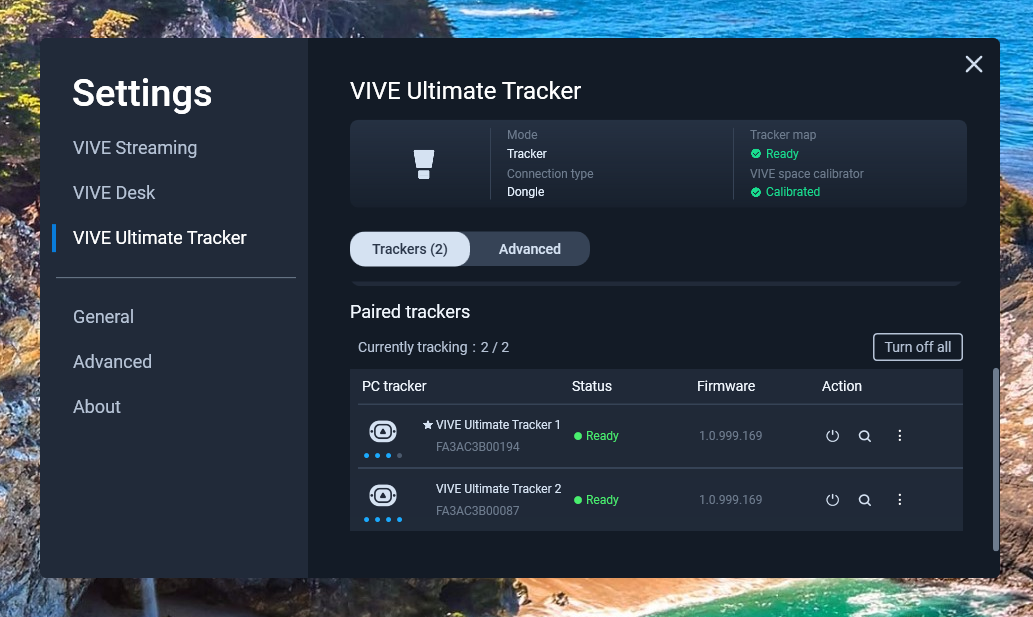 Settings
VIVE Streaming
VIVE Desk
VIVE Ultimate Tracker
General
Advanced
About
VIVE Ultimate Tracker
Mode
Tracker
Connection type
Dongle
Tracker map
Ready
VIVE space calibrator
Calibrated
Trackers (2)
Advanced
Paired trackers
Currently tracking : 2 / 2
Turn off all
PC tracker Status Firmware Action
VIVE Ultimate Tracker 1
FA3AC3B00194
Ready
1.0.999.169
VIVE Ultimate Tracker 2
FA3AC3B00087
Ready
1.0.999.169